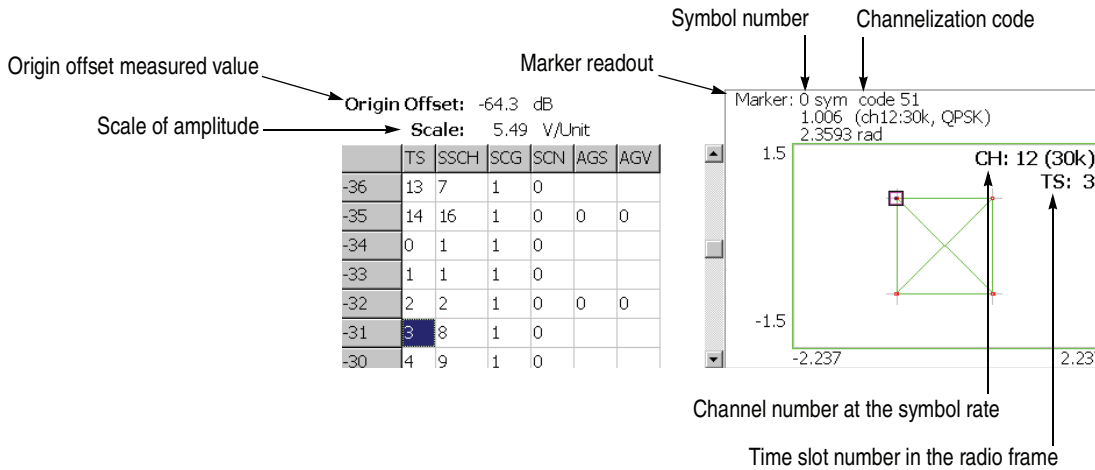 Symbol number
Channelization code
Origin offset measured value
Marker readout
Origin Offset: -64.3 dB
Scale of amplitude
Scale: 5.49 V/Unit
TS SSCH SCG SCN AGS AGV
-36 13 7 1 0
-35 14 16 1 0 0 0
-34 0 1 1 0
-33 1 1 1 0
-32 2 2 1 0 0 0
-31 3 8 1 0
-30 4 9 1 0
Marker: 0 sym code 51
1.006 (ch12:30k, QPSK)
2.3593 rad
1.5
CH: 12 (30k)
TS: 3
-1.5
-2.237
2.23
Channel number at the symbol rate
Time slot number in the radio frame